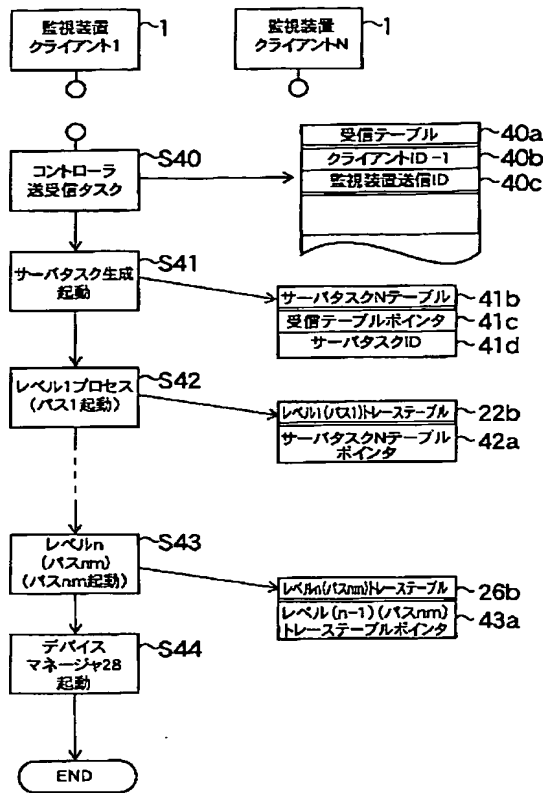 監視装置
クライアント1
1
監視装置
クライアントN
1
コントローラ
送受信タスク
S40
受信テーブル
40a
クライアントID-1
40b
監視装置送信ID
40c
サーバタスク生成
起動
S41
サーバタスクNテーブル
41b
受信テーブルポインタ
41c
サーバタスクID
41d
レベル1プロセス
(パス1起動)
S42
レベル1(パス1)トレーステーブル
22b
サーバタスクNテーブル
ポインタ
42a
レベルn
(パスnm)
(パスnm起動)
S43
レベルn(パスnm)トレーステーブル
26b
レベル(n-1)(パスnm)
トレーステーブルポインタ
43a
デバイス
マネージャ28
起動
S44
END